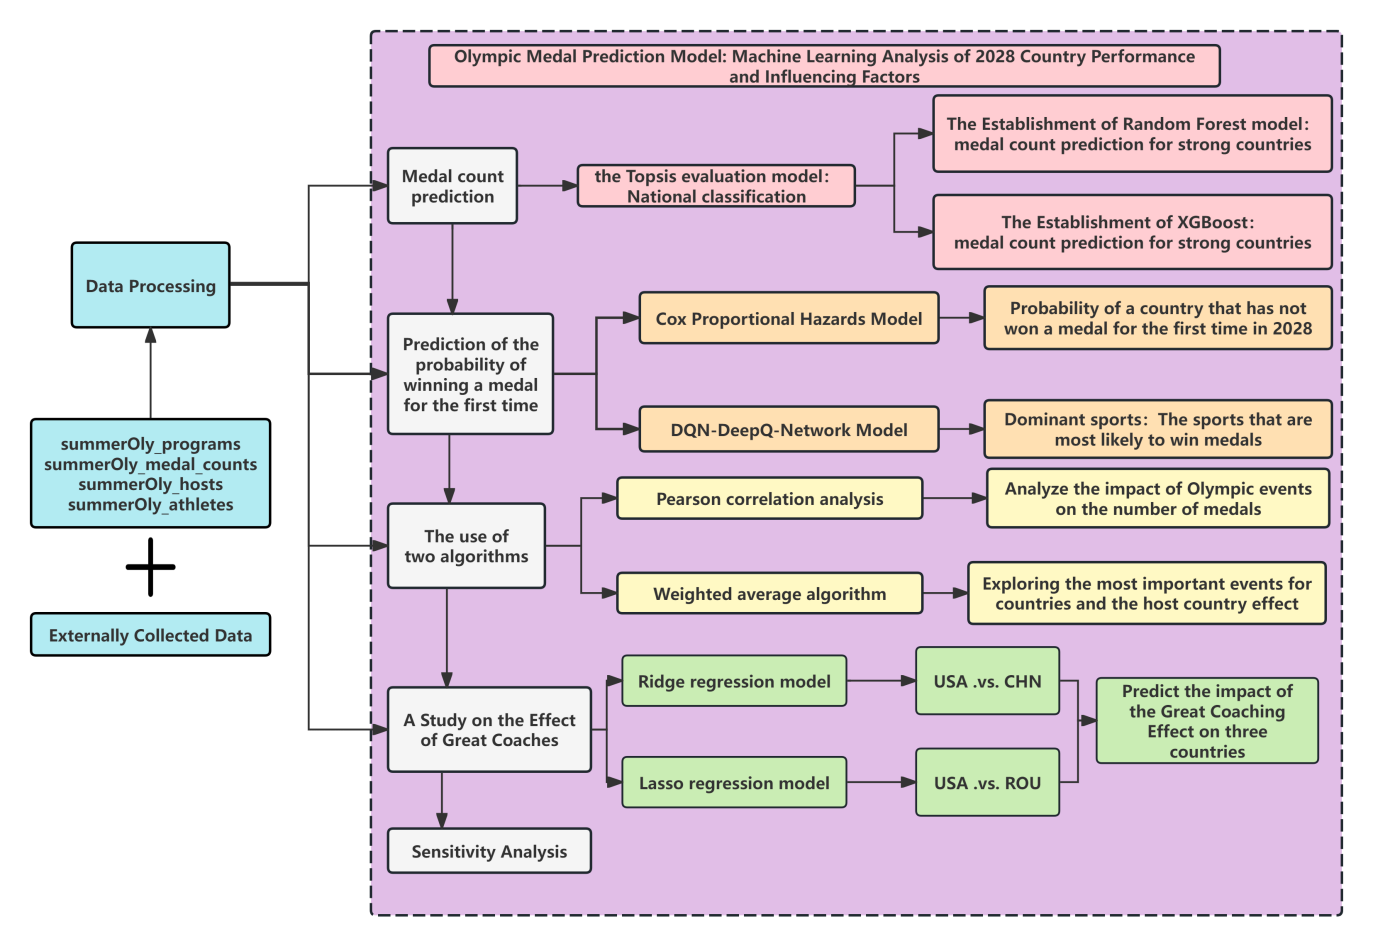 Olympic Medal Prediction Model: Machine Learning Analysis of 2028 Country Performance
and Influencing Factors
The Establishment of Random Forest model:
medal count prediction for strong countries
Medal count
prediction
the Topsis evaluation model:
National classification
The Establishment of XGBoost:
medal count prediction for strong countries
Data Processing
Prediction of the
probability of
winning a medal
for the first time
Cox Proportional Hazards Model
Probability of a country that has not
won a medal for the first time in 2028
DQN-DeepQ-Network Model
Dominant sports: The sports that are
most likely to win medals
summerOly_programs
summerOly_medal_counts
summerOly_hosts
summerOly_athletes
The use of
two algorithms
Pearson correlation analysis
Analyze the impact of Olympic events
on the number of medals
Weighted average algorithm
Exploring the most important events for
countries and the host country effect
Externally Collected Data
A Study on the Effect
of Great Coaches
Ridge regression model
USA .vs. CHN
Lasso regression model
USA .vs. ROU
Predict the impact of
the Great Coaching
Effect on three
countries
Sensitivity Analysis